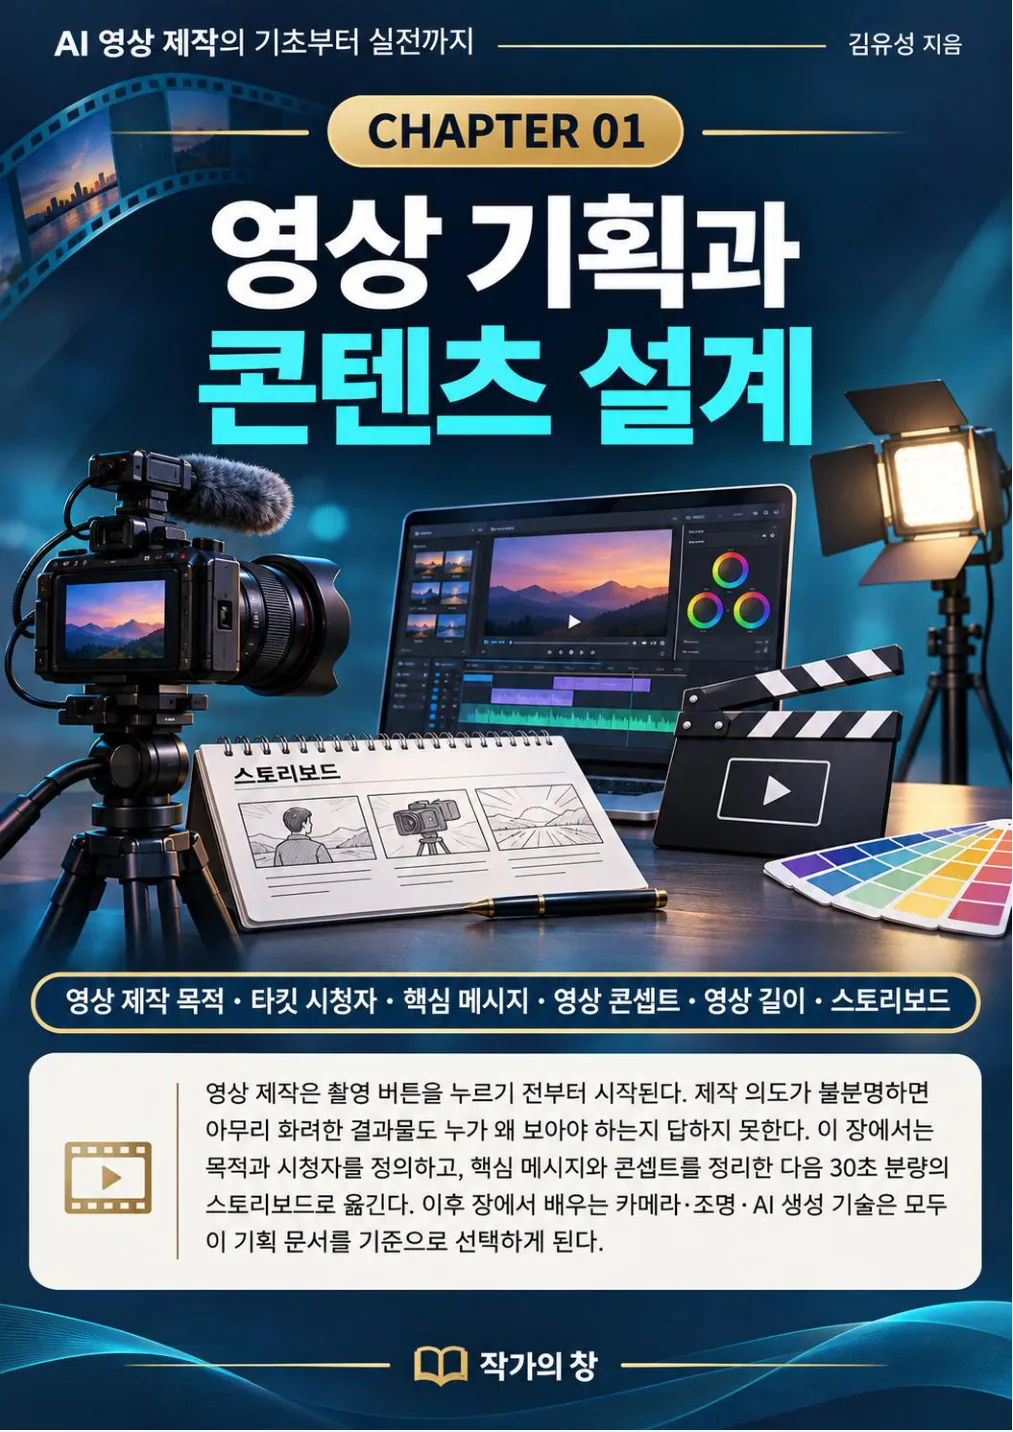 AI 영상 제작의 기초부터 실전까지
김유성 지음
CHAPTER 01
영상 기획과
콘텐츠 설계
스토리보드
영상 제작 목적 · 타킷 시청자 · 핵심 메시지 · 영상 콘셉트 · 영상 길이 · 스토리보드
영상 제작은 촬영 버튼을 누르기 전부터 시작된다. 제작 의도가 불분명하면
아무리 화려한 결과물도 누가 왜 보아야 하는지 답하지 못한다. 이 장에서는
목적과 시청자를 정의하고, 핵심 메시지와 콘셉트를 정리한 다음 30초 분량의
스토리보드로 옮긴다. 이후 장에서 배우는 카메라·조명·AI 생성 기술은 모두
이 기획 문서를 기준으로 선택하게 된다.
작가의 창